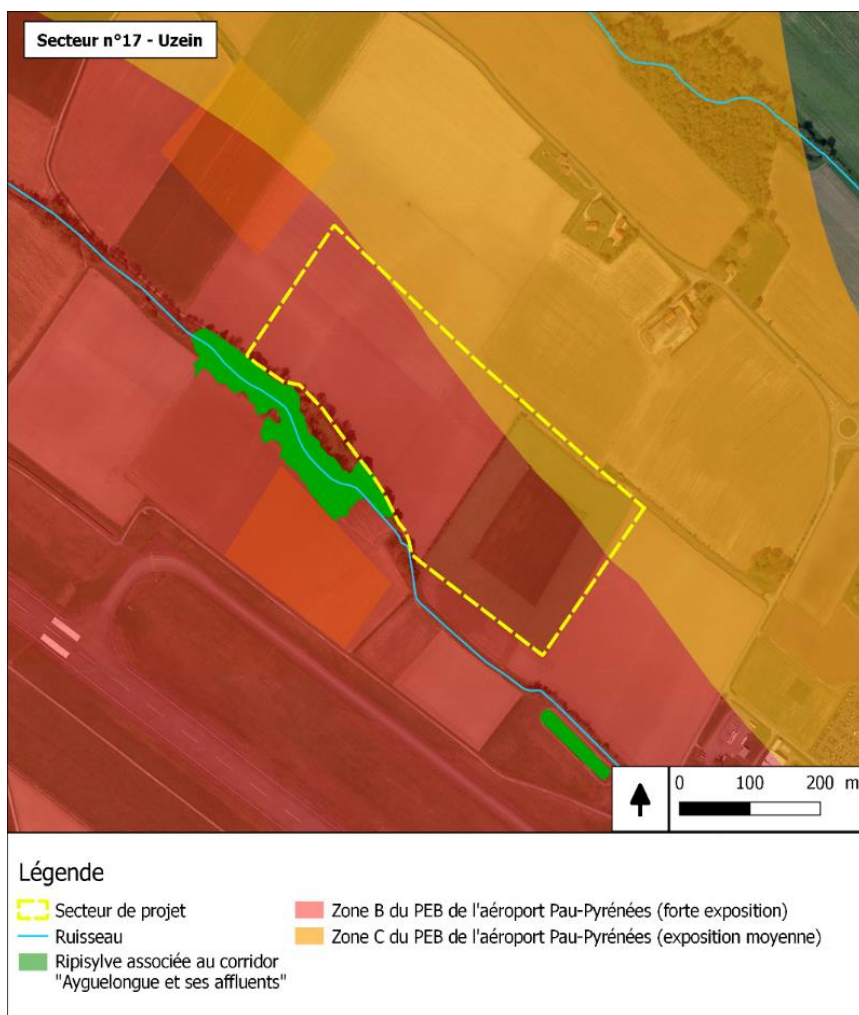 Secteur n°17 - Uzein
0 100 200 m
Légende
Secteur de projet
Ruisseau
Ripisylve associée au corridor
"Ayguelongue et ses affluents"
Zone B du PEB de l'aéroport Pau-Pyrénées (forte exposition)
Zone C du PEB de l'aéroport Pau-Pyrénées (exposition moyenne)